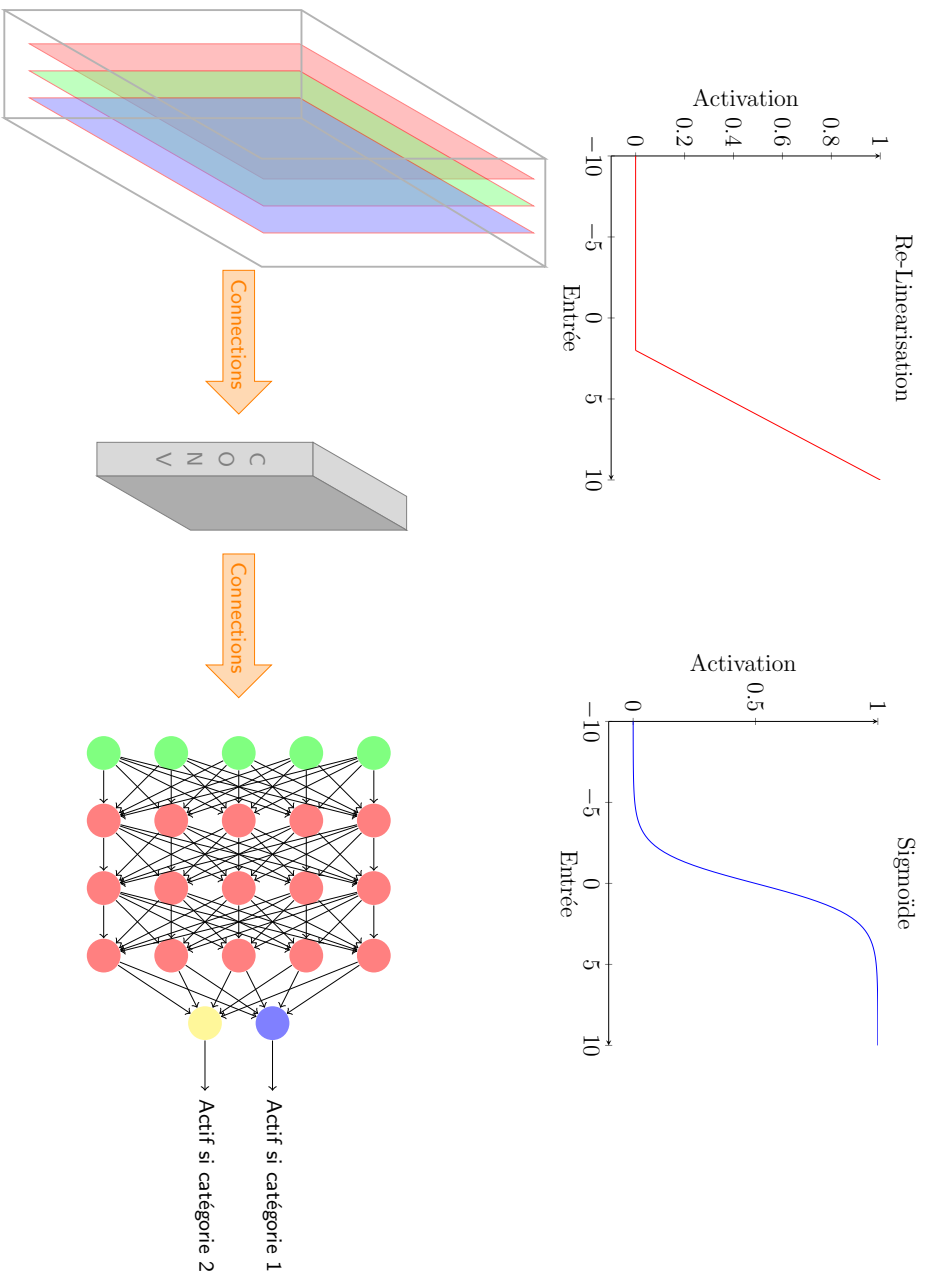 Re-Linearisation
Activation
1
0.8
0.6
0.4
0.2
0
−10
−5
0
5
10
Entrée
Sigmoïde
Activation
1
0.5
0
−10
−5
0
5
10
Entrée
Connections
C O N V
Connections
Actif si catégorie 1
Actif si catégorie 2